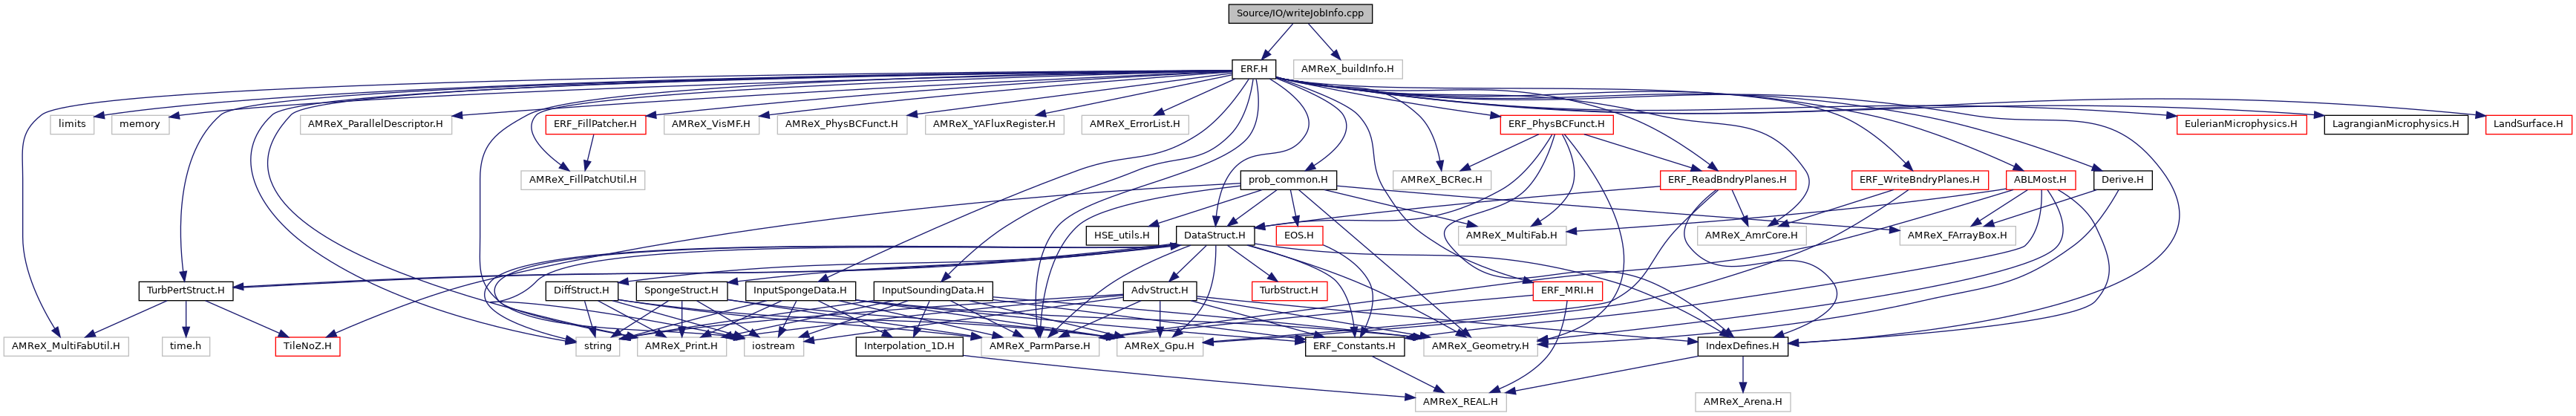 Source/IO/writeJobInfo.cpp
ERF.H
AMReX_buildInfo.H
limits
memory
AMReX_ParallelDescriptor.H
ERF_FillPatcher.H
AMReX_VisMF.H
AMReX_PhysBCFunct.H
AMReX_YAFluxRegister.H
AMReX_ErrorList.H
ERF_PhysBCFunct.H
EulerianMicrophysics.H
LagrangianMicrophysics.H
LandSurface.H
AMReX_FillPatchUtil.H
prob_common.H
AMReX_BCRec.H
ERF_ReadBndryPlanes.H
ERF_WriteBndryPlanes.H
ABLMost.H
Derive.H
HSE_utils.H
DataStruct.H
EOS.H
AMReX_MultiFab.H
AMReX_AmrCore.H
AMReX_FArrayBox.H
TurbPertStruct.H
DiffStruct.H
SpongeStruct.H
InputSpongeData.H
InputSoundingData.H
AdvStruct.H
TurbStruct.H
ERF_MRI.H
AMReX_MultiFabUtil.H
time.h
TileNoZ.H
string
AMReX_Print.H
iostream
Interpolation_1D.H
AMReX_ParmParse.H
AMReX_Gpu.H
ERF_Constants.H
AMReX_Geometry.H
IndexDefines.H
AMReX_REAL.H
AMReX_Arena.H